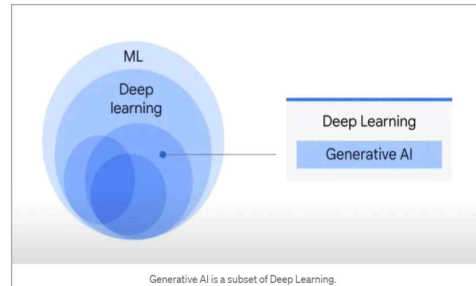 ML
Deep
learning
Deep Learning
Generative AI
Generative AI is a subset of Deep Learning.